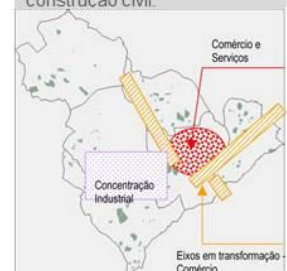 construção civil.
Comércio e
Serviços
Concentração
Industrial
Eixos em transformação -
Comércio